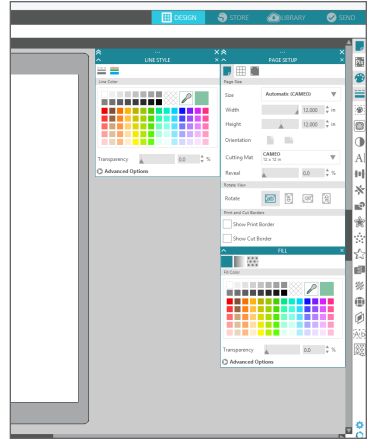 DESIGN
STORE
LIBRARY
SEND
LINE STYLE
Line Color
Transparency
0.0
%
Advanced Options
PAGE SETUP
Page Size
Size
Automatic (CAMEO)
Width
12.000
in
Height
12.000
in
Orientation
Cutting Mat
CAMEO
12 x 12 in
Reveal
0.0
%
Rotate View
Rotate
Print and Cut Borders
Show Print Border
Show Cut Border
FILL
Fill Color
Transparency
0.0
%
Advanced Options